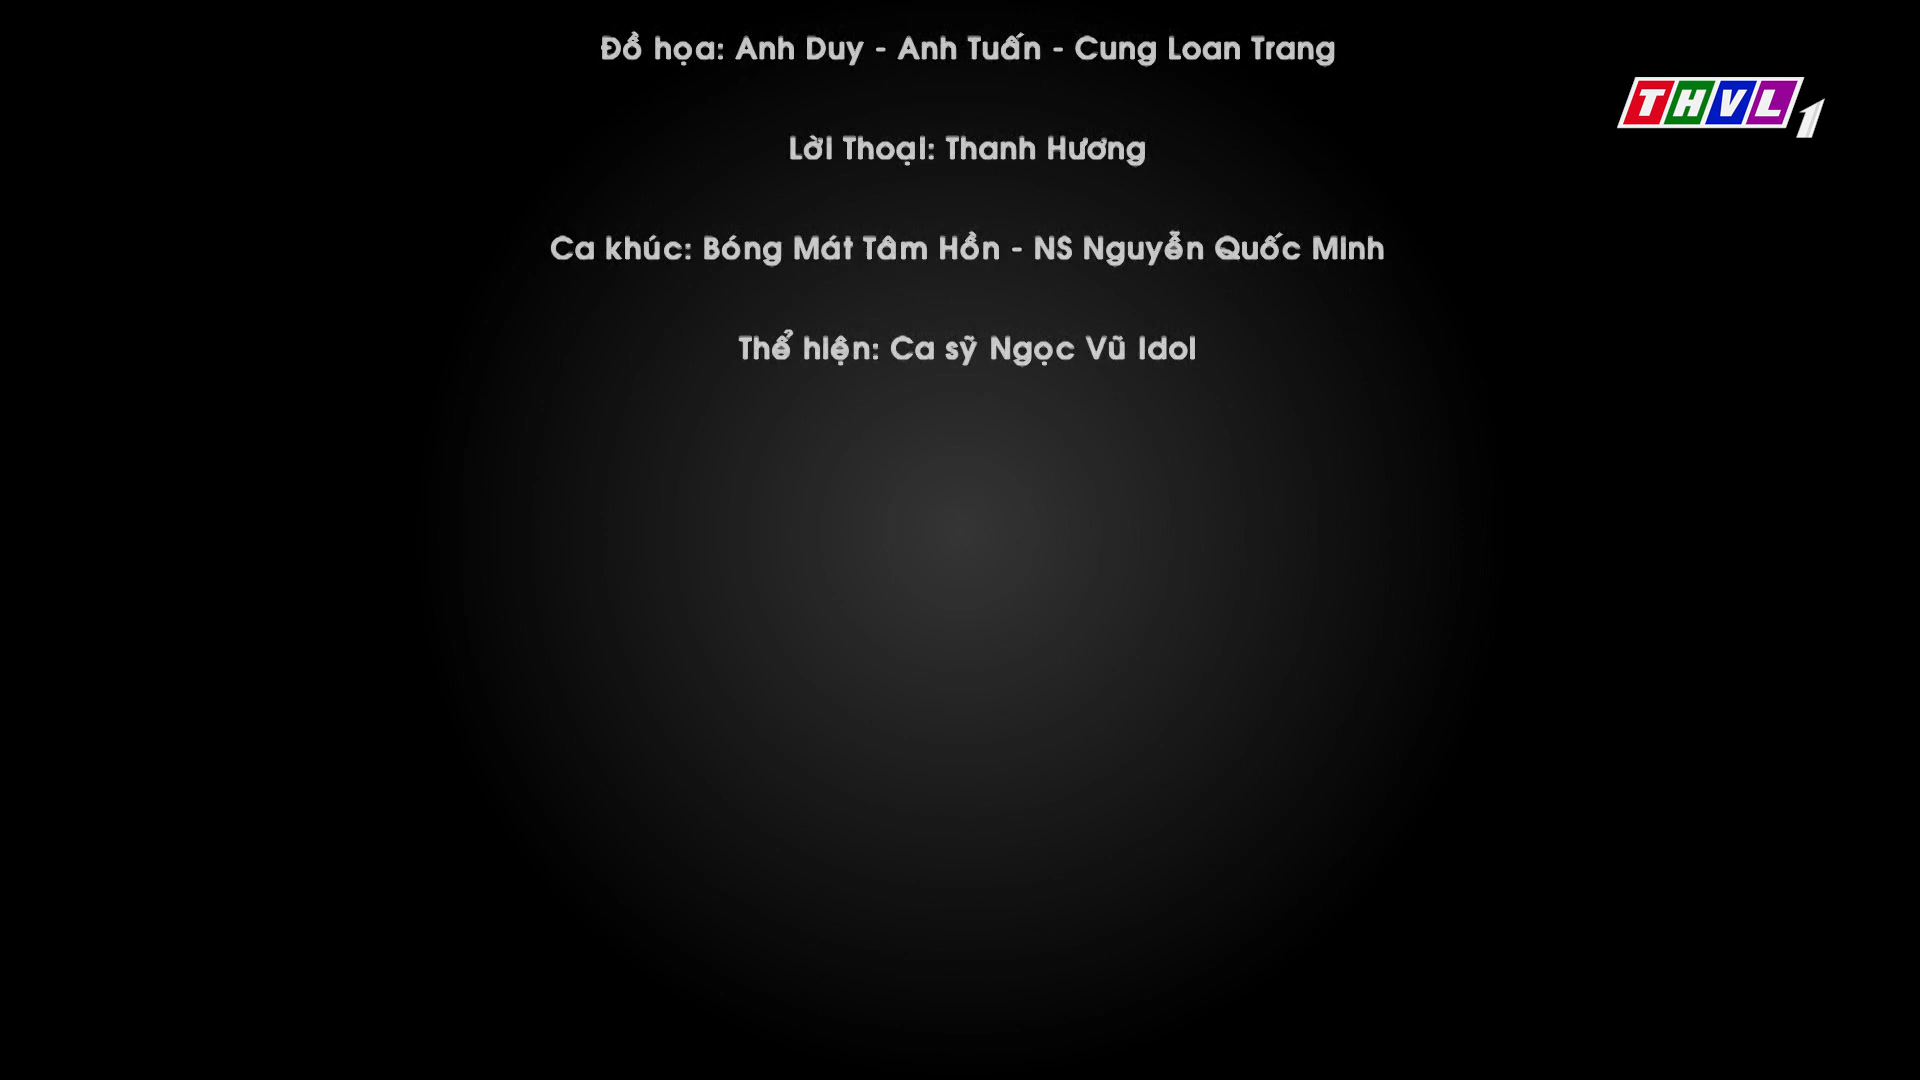 Đồ họa: Anh Duy - Anh Tuấn - Cung Loan Trang
THVL1
Lời Thoại: Thanh Hương
Ca khúc: Bóng Mát Tâm Hồn - NS Nguyễn Quốc Minh
Thể hiện: Ca sỹ Ngọc Vũ Idol